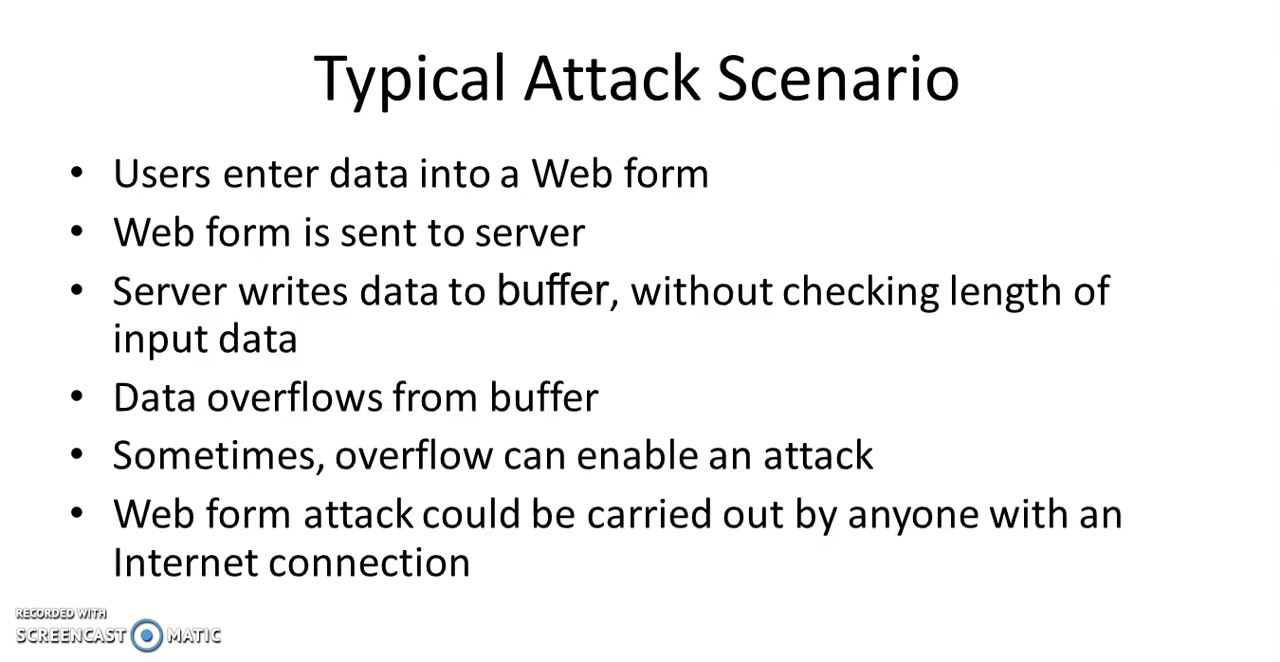 Typical Attack Scenario
• Users enter data into a Web form
• Web form is sent to server
• Server writes data to buffer, without checking length of
input data
• Data overflows from buffer
• Sometimes, overflow can enable an attack
• Web form attack could be carried out by anyone with an
Internet connection
RECORDED WITH
SCREENCAST MATIC